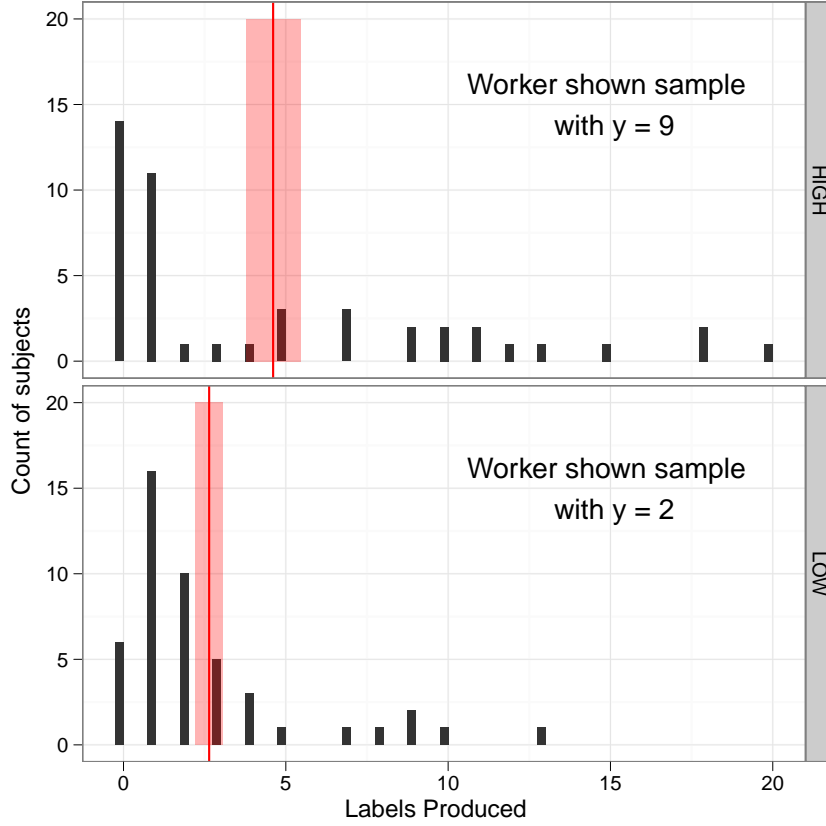 Count of subjects
20
15
10
5
0
Worker shown sample
with y = 9
HIGH
20
15
10
5
0
Worker shown sample
with y = 2
LOW
0
5
10
15
20
Labels Produced